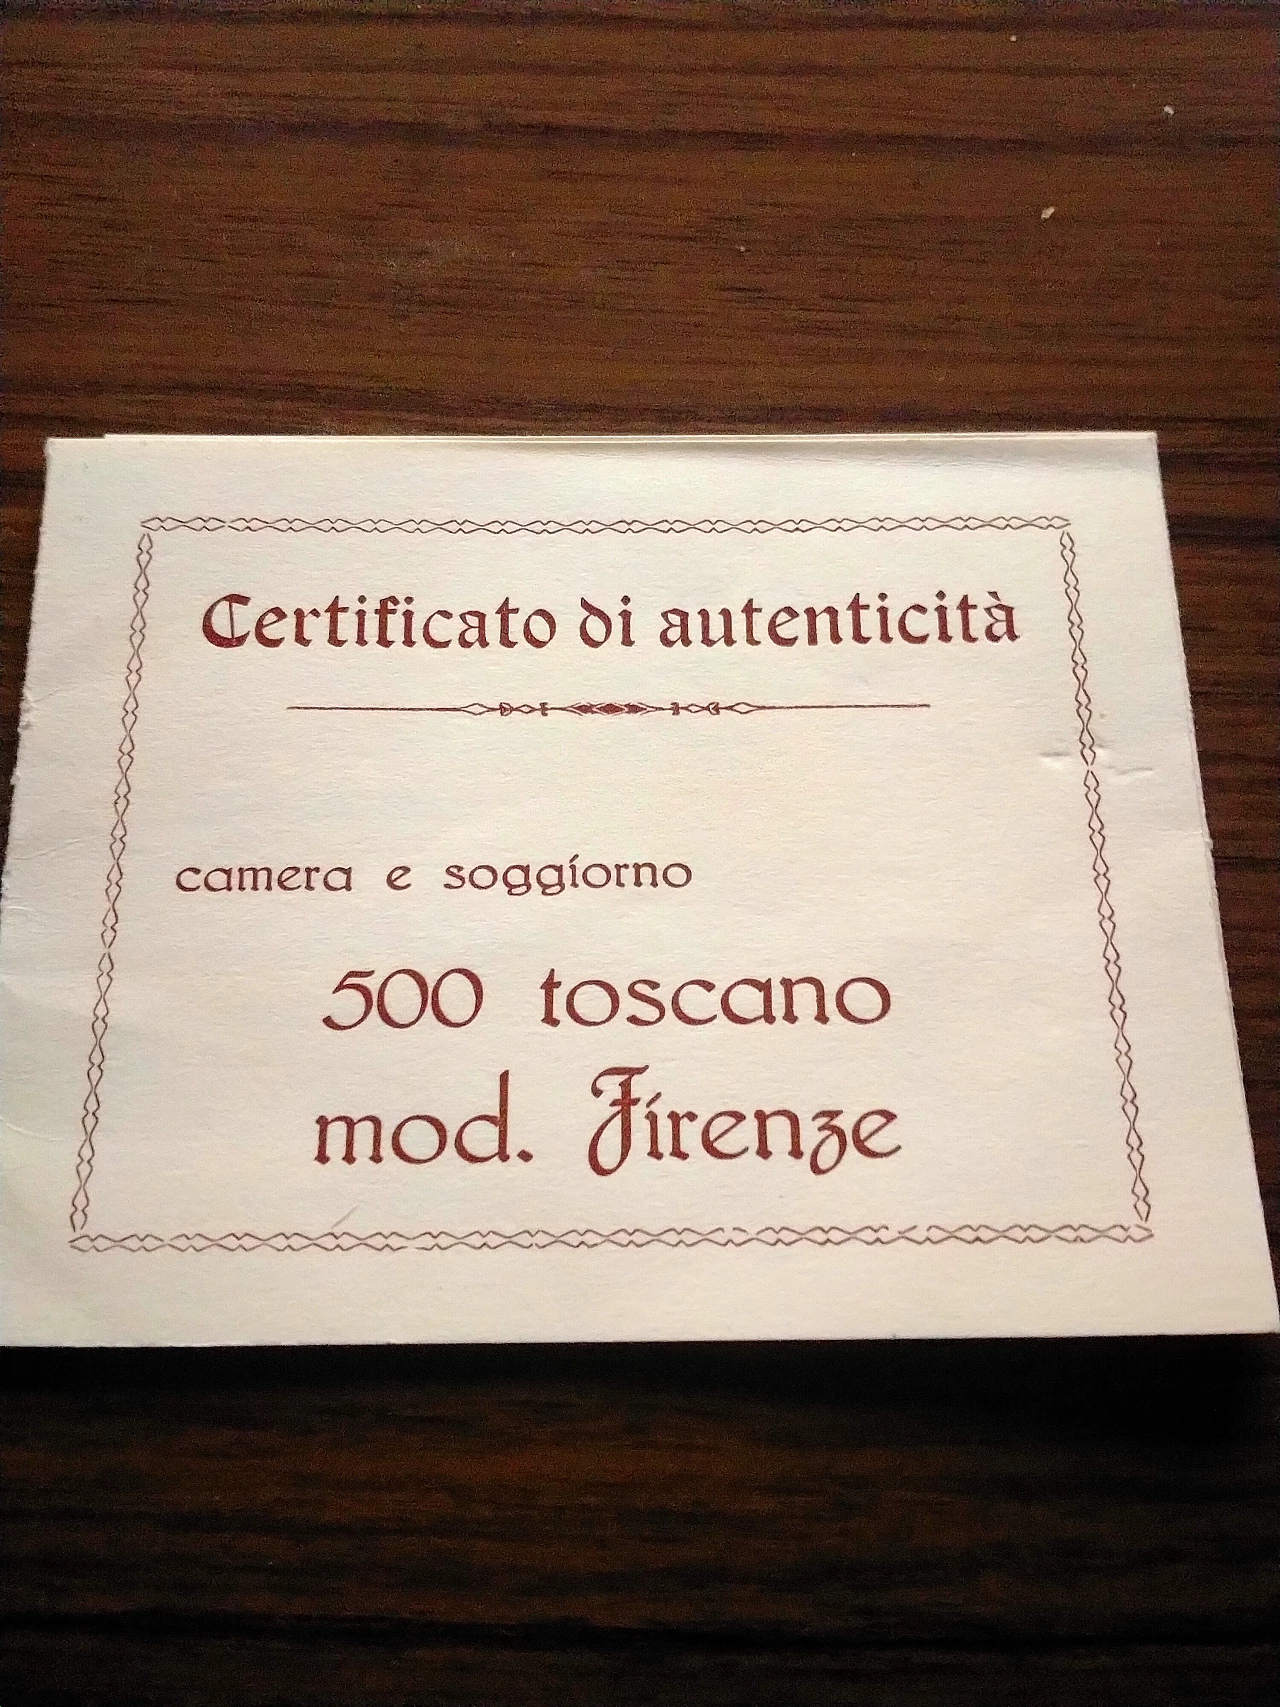 Certificato di autenticità
camera e soggiorno
500 toscano
mod. Firenze